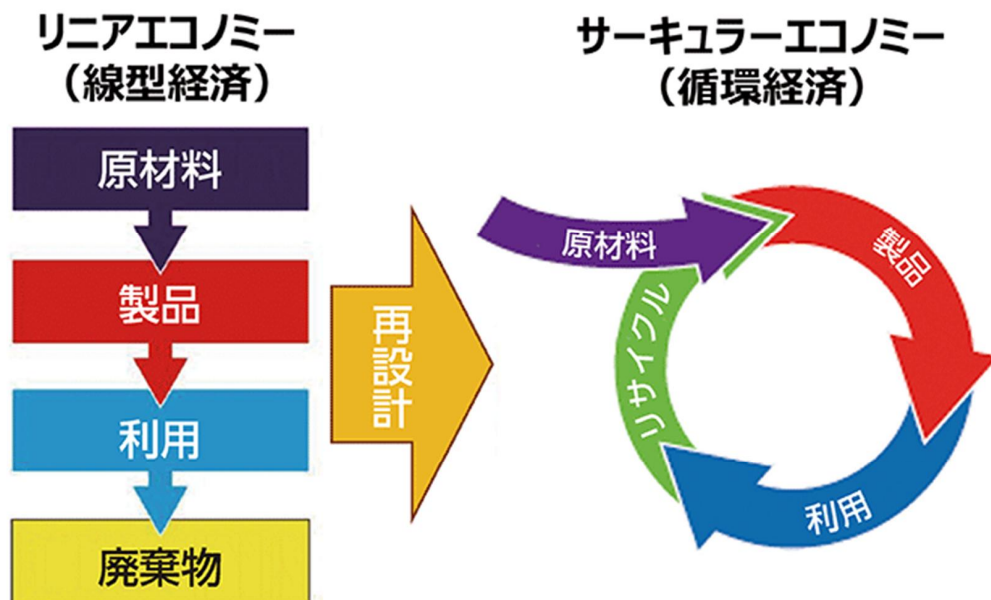 リニアエコノミー
（線型経済）
原材料
製品
利用
廃棄物
再設計
サーキュラーエコノミー
（循環経済）
原材料
製品
利用
リサイクル